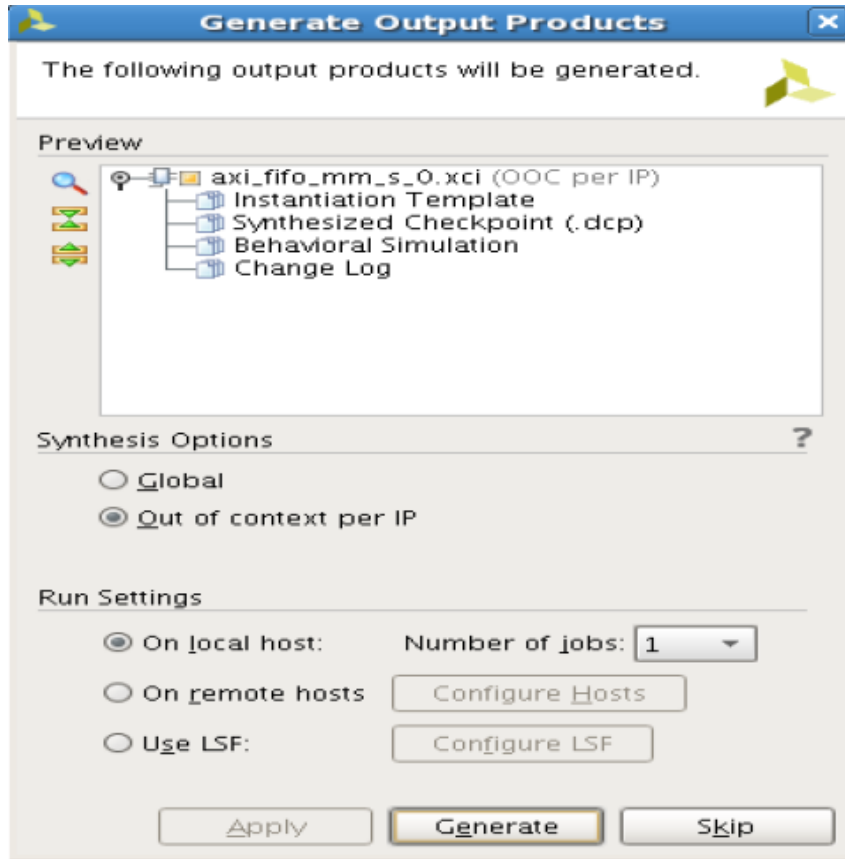 Generate Output Products
The following output products will be generated.
Preview
axi_fifo_mm_s_0.xci (OOC per IP)
Instantiation Template
Synthesized Checkpoint (.dcp)
Behavioral Simulation
Change Log
Synthesis Options ?
Global
Out of context per IP
Run Settings
On local host: Number of jobs: 1
On remote hosts Configure Hosts
Use LSF: Configure LSF
Apply Generate Skip